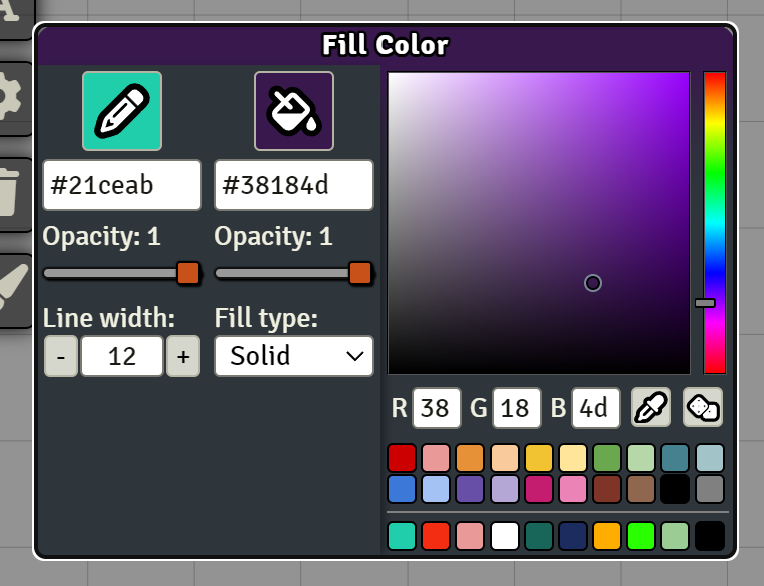 Fill Color
#21ceab #38184d
Opacity: 1 Opacity: 1
Line width: Fill type:
- 12 + Solid
R 38 G 18 B 4d